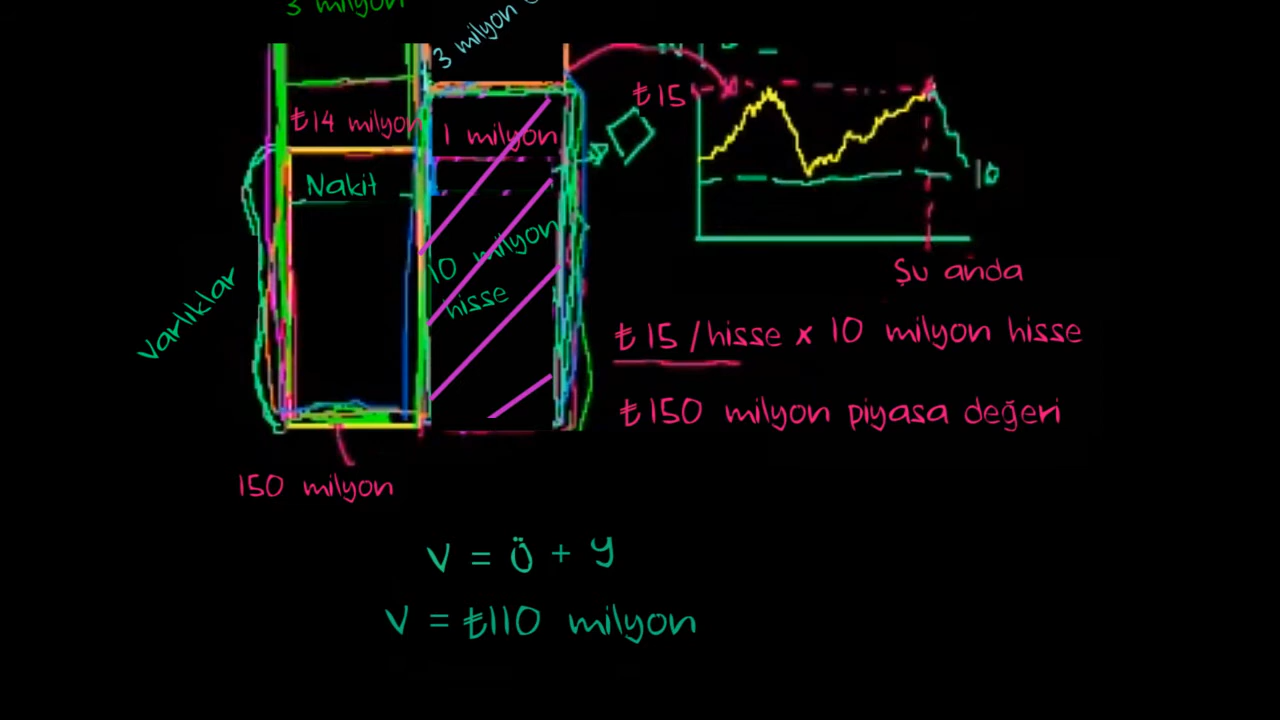 3 milyon
3 milyon
₺15
₺14 milyon
1 milyon
Nakit
10
10 milyon
hisse
Varlıklar
Şu anda
₺15/hisse x 10 milyon hisse
₺150 milyon piyasa değeri
150 milyon
V = Ö + y
V = ₺110 milyon